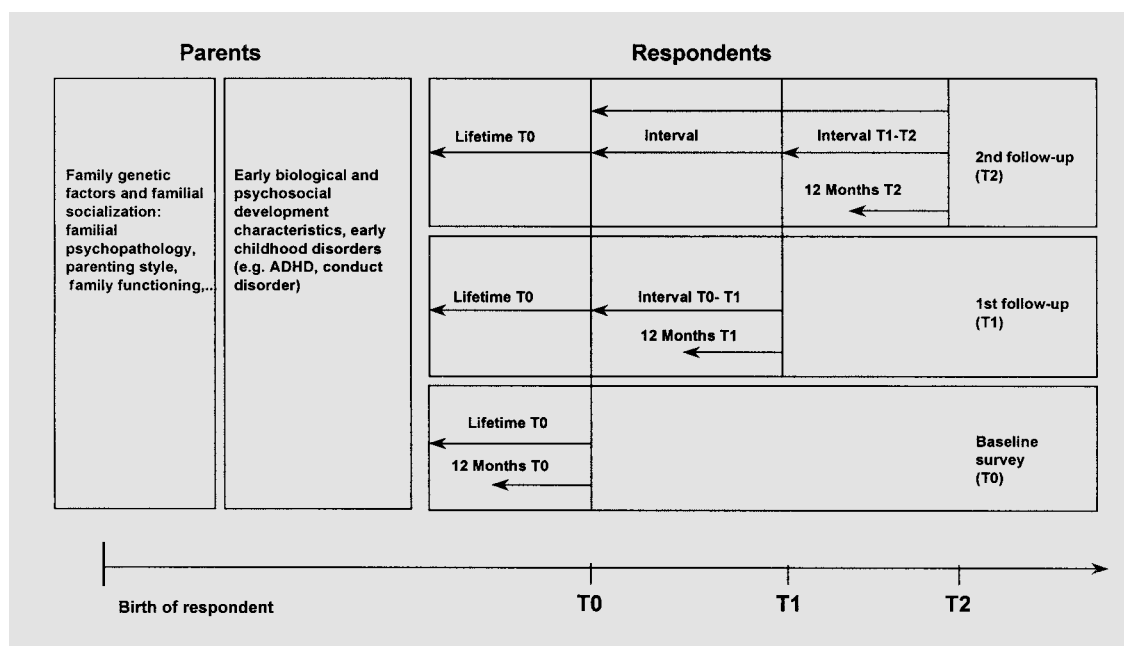 Parents
Respondents
Family genetic
factors and familial
socialization:
familial
psychopathology,
parenting style,
family functioning,..
Early biological and
psychosocial
development
characteristics, early
childhood disorders
(e.g. ADHD, conduct
disorder)
Lifetime T0
Interval
Interval T1-T2
12 Months T2
2nd follow-up
(T2)
Lifetime T0
Interval T0- T1
12 Months T1
1st follow-up
(T1)
Lifetime T0
12 Months T0
Baseline
survey
(T0)
Birth of respondent
T0
T1
T2